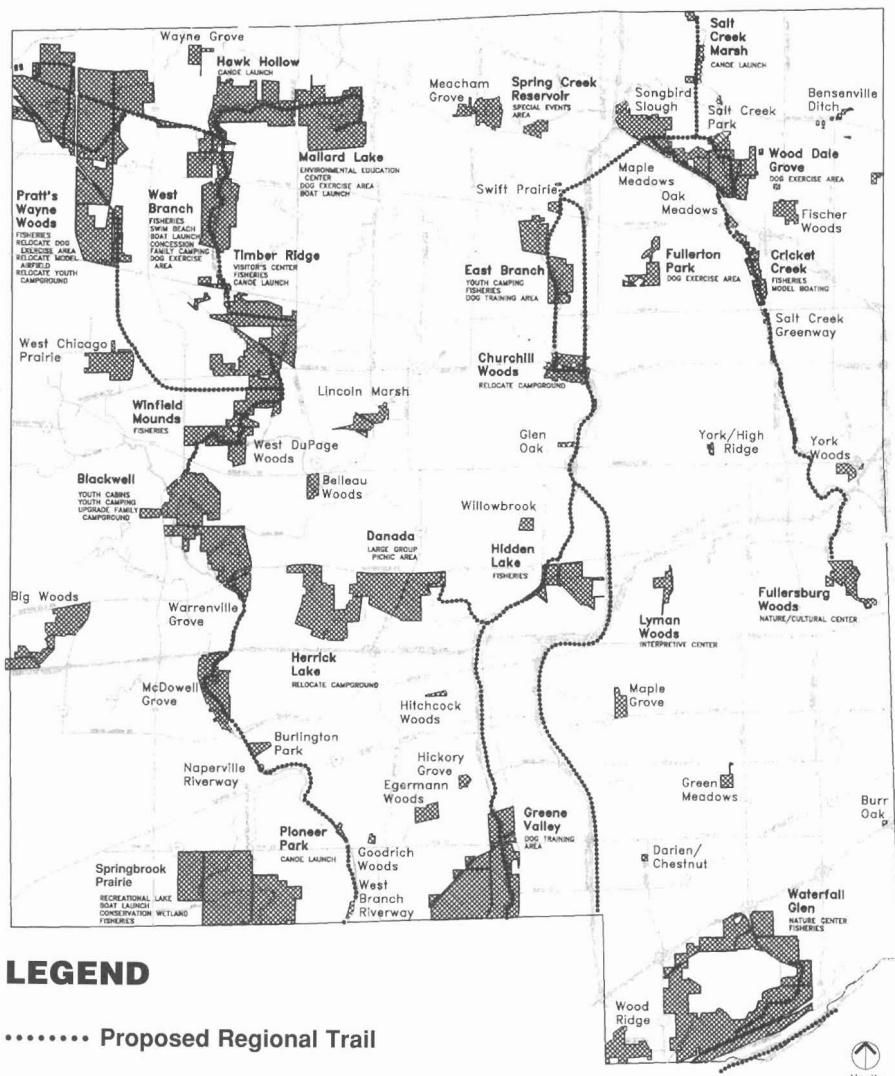 Wayne Grove
Hawk Hollow
CANOE LAUNCH
Meacham
Grove
Spring Creek
Reservoir
SPECIAL EVENTS
AREA
Songbird
Slough
Salt
Creek
Marsh
CANOE LAUNCH
Salt Creek
Park
Bensenville
Ditch
Mallard Lake
ENVIRONMENTAL EDUCATION
CENTER
DOG EXERCISE AREA
BOAT LAUNCH
Wood Dale
Grove
DOG EXERCISE AREA
Maple
Meadows
Oak
Meadows
Swift Prairie
Fischer
Woods
Pratt's
Wayne
Woods
FISHERIES
RELOCATE DOG
EXERCISE AREA
RELOCATE MODEL
AIRFIELD
RELOCATE YOUTH
CAMPGROUND
West
Branch
FISHERIES
SWIM BEACH
BOAT LAUNCH
CONCESSION
FAMILY CAMPING
DOG EXERCISE
AREA
Timber Ridge
VISITOR'S CENTER
FISHERIES
CANOE LAUNCH
East Branch
YOUTH CAMPING
FISHERIES
DOG TRAINING AREA
Fullerton
Park
DOG EXERCISE AREA
Cricket
Creek
FISHERIES
MODEL BOATING
Salt Creek
Greenway
West Chicago
Prairie
Churchill
Woods
RELOCATE CAMPGROUND
Winfield
Mounds
FISHERIES
Lincoln Marsh
West DuPage
Woods
Glen
Oak
York/High
Ridge
York
Woods
Blackwell
YOUTH CABINS
YOUTH CAMPING
UPGRADE FAMILY
CAMPGROUND
Belleau
Woods
Willowbrook
Danada
LARGE GROUP
PICNIC AREA
Hidden
Lake
FISHERIES
Big Woods
Warrenville
Grove
Lyman
Woods
INTERPRETIVE CENTER
Fullersburg
Woods
NATURE/CULTURAL CENTER
Herrick
Lake
RELOCATE CAMPGROUND
McDowell
Grove
Hitchcock
Woods
Maple
Grove
Burlington
Park
Naperville
Riverway
Hickory
Grove
Egermann
Woods
Green
Meadows
Burr
Oak
Pioneer
Park
CANOE LAUNCH
Goodrich
Woods
Greene
Valley
DOG TRAINING
AREA
Darien/
Chestnut
Springbrook
Prairie
RECREATIONAL LAKE
BOAT LAUNCH
CONSERVATION WETLAND
FISHERIES
West
Branch
Riverway
Waterfall
Glen
NATURE CENTER
FISHERIES
Wood
Ridge
LEGEND
Proposed Regional Trail